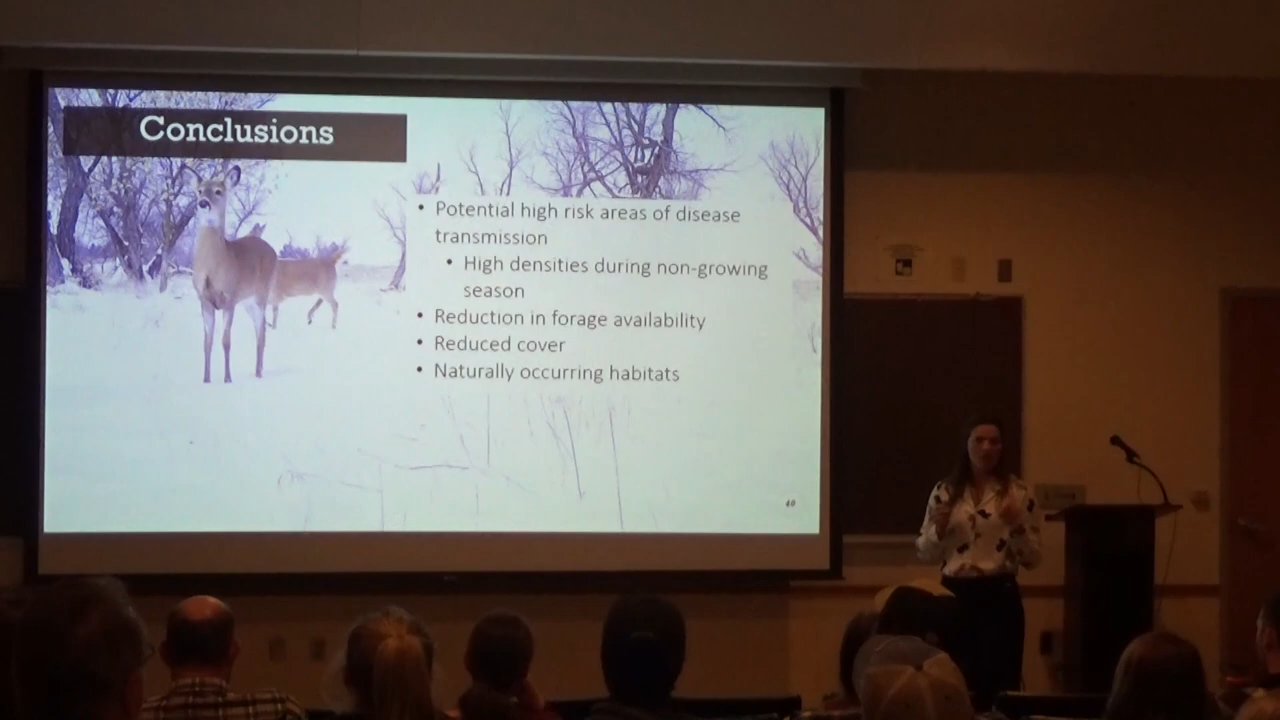 Conclusions
• Potential high risk areas of disease
transmission
• High densities during non-growing
season
• Reduction in forage availability
• Reduced cover
• Naturally occurring habitats
40